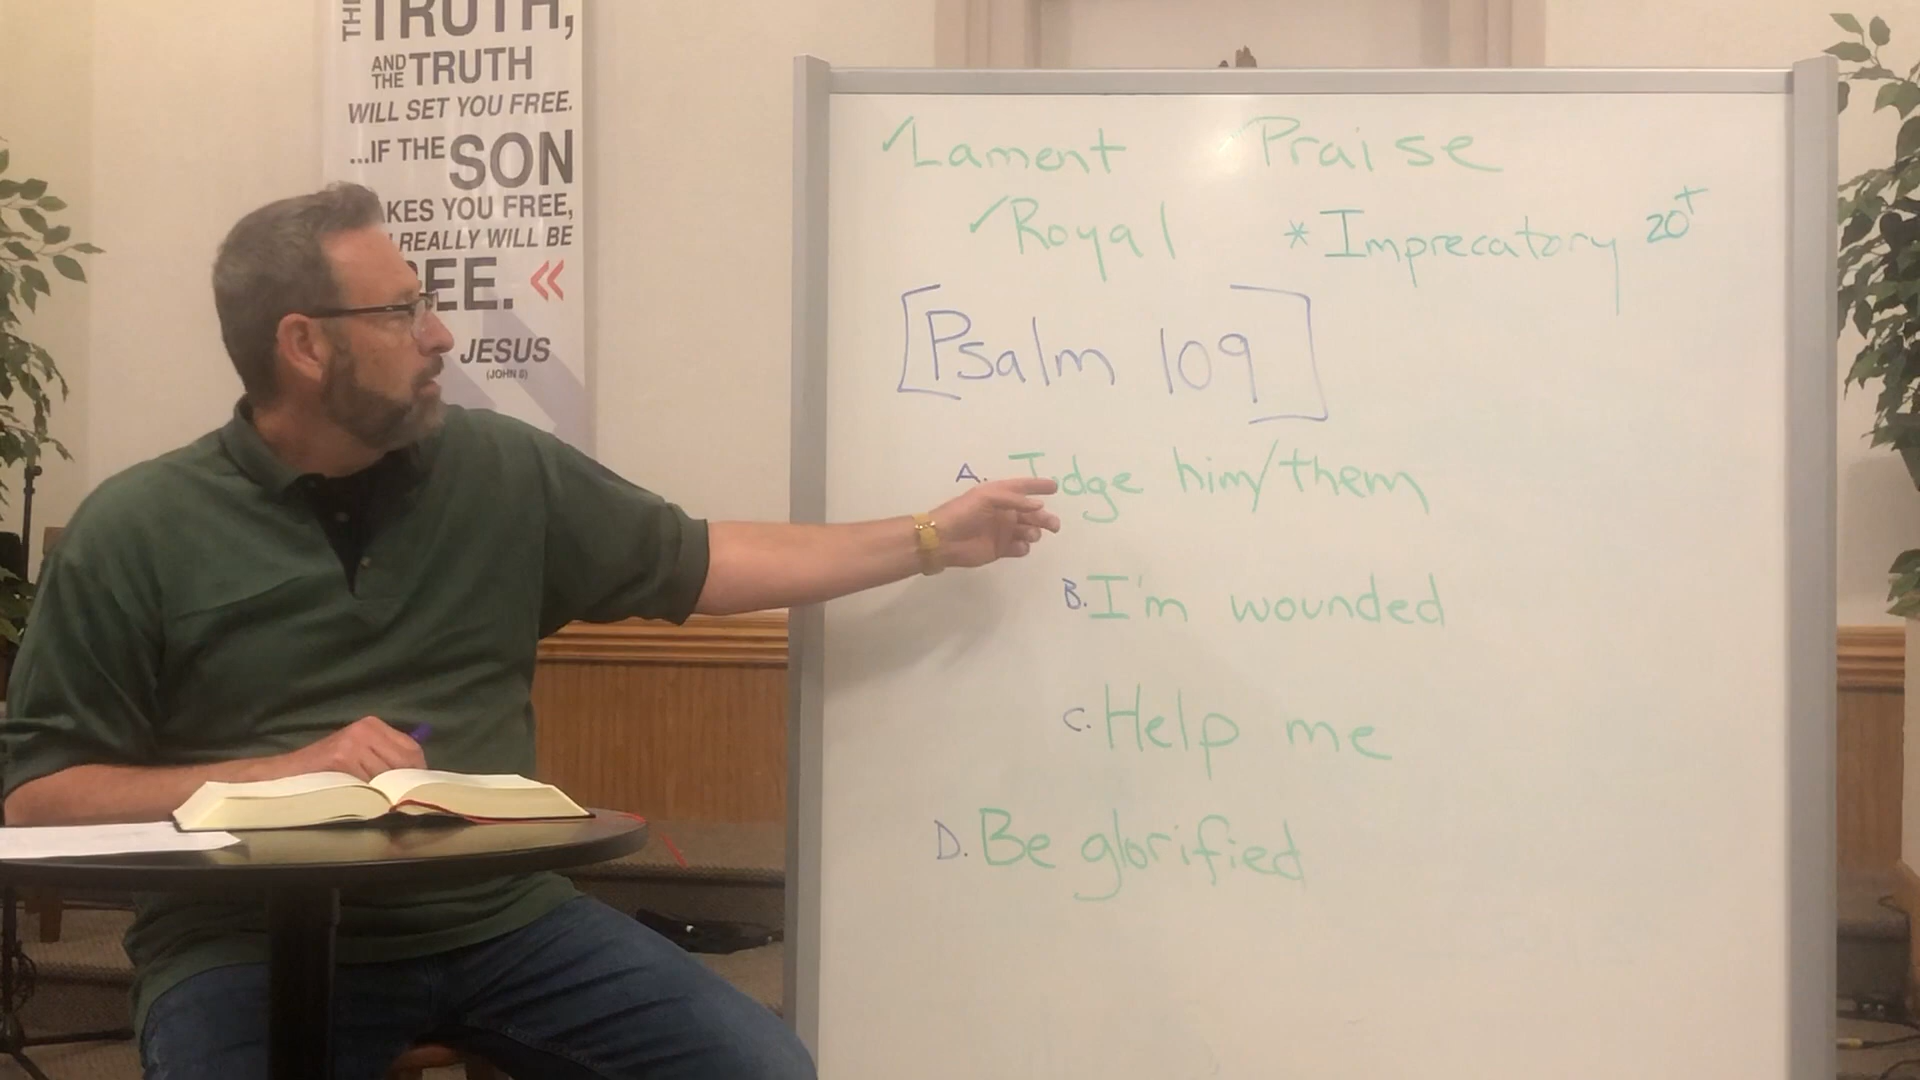 THE TRUTH,
AND THE TRUTH
WILL SET YOU FREE.
...IF THE SON
KES YOU FREE,
REALLY WILL BE
EE. «
JESUS
(JOHN 8)
✓Lament Praise
✓Royal * Imprecatory 20+
[Psalm 109]
A. Judge him/them
B. I'm wounded
C. Help me
D. Be glorified